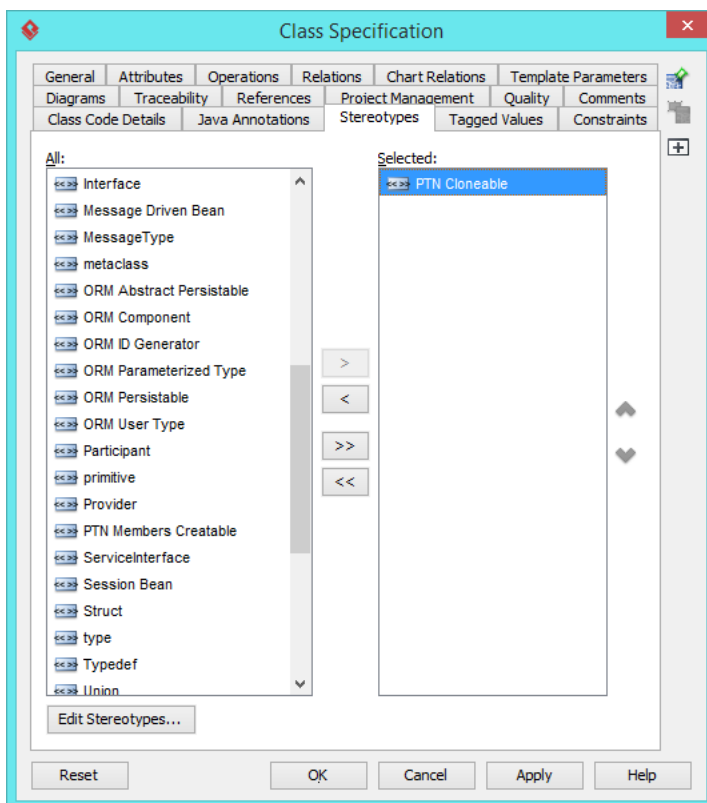 Class Specification
General Attributes Operations Relations Chart Relations Template Parameters
Diagrams Traceability References Project Management Quality Comments
Class Code Details Java Annotations Stereotypes Tagged Values Constraints
All:
Interface
Message Driven Bean
MessageType
metaclass
ORM Abstract Persistable
ORM Component
ORM ID Generator
ORM Parameterized Type
ORM Persistable
ORM User Type
Participant
primitive
Provider
PTN Members Creatable
ServiceInterface
Session Bean
Struct
type
Typedef
Union
>
<
>>
<<
Selected:
PTN Cloneable
Edit Stereotypes...
Reset OK Cancel Apply Help